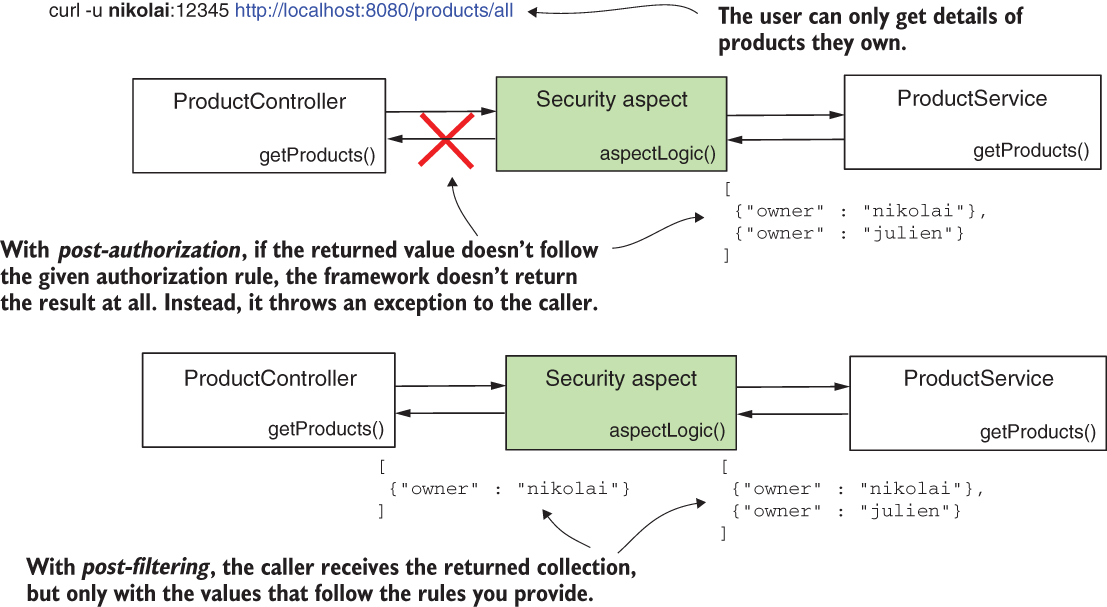 curl -u nikolai:12345 http://localhost:8080/products/all
The user can only get details of
products they own.
ProductController
getProducts()
Security aspect
aspectLogic()
ProductService
getProducts()
[
{"owner" : "nikolai"},
{"owner" : "julien"}
]
With post-authorization, if the returned value doesn't follow
the given authorization rule, the framework doesn't return
the result at all. Instead, it throws an exception to the caller.
ProductController
getProducts()
Security aspect
aspectLogic()
ProductService
getProducts()
[
{"owner" : "nikolai"}
]
[
{"owner" : "nikolai"},
{"owner" : "julien"}
]
With post-filtering, the caller receives the returned collection,
but only with the values that follow the rules you provide.